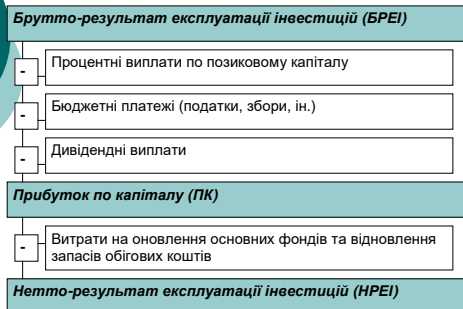 Брутто-результат експлуатації інвестицій (БРЕІ)
- Процентні виплати по позиковому капіталу
- Бюджетні платежі (податки, збори, ін.)
- Дивідендні виплати
Прибуток по капіталу (ПК)
- Витрати на оновлення основних фондів та відновлення
запасів обігових коштів
Нетто-результат експлуатації інвестицій (НРЕІ)